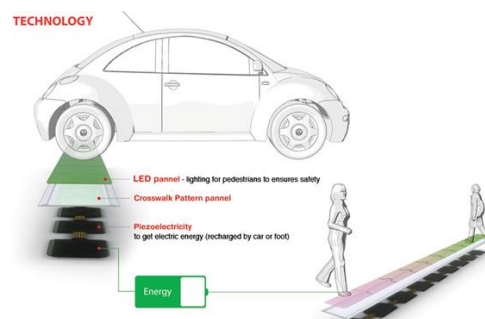 TECHNOLOGY
LED pannel - lighting for pedestrians to ensures safety
Crosswalk Pattern pannel
Piezoelectricity
to get electric energy (recharged by car or foot)
Energy